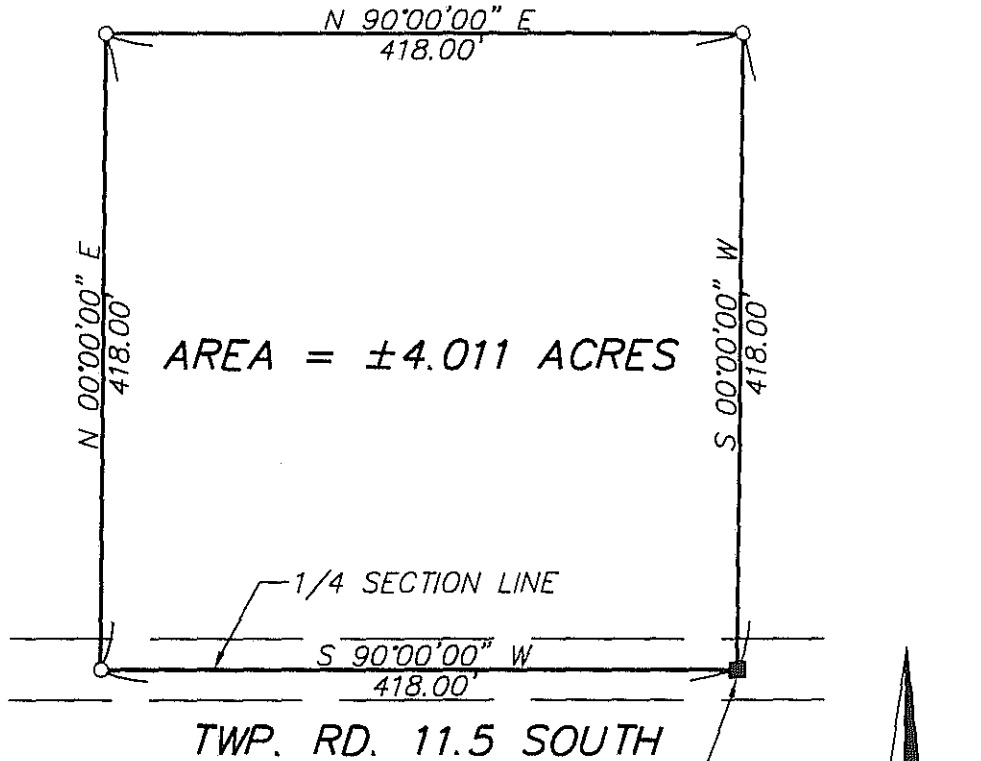 N 90°00'00" E
418.00'
N 00°00'00" E
418.00'
S 00°00'00" W
418.00'
AREA = ±4.011 ACRES
1/4 SECTION LINE
S 90°00'00" W
418.00'
TWP. RD. 11.5 SOUTH